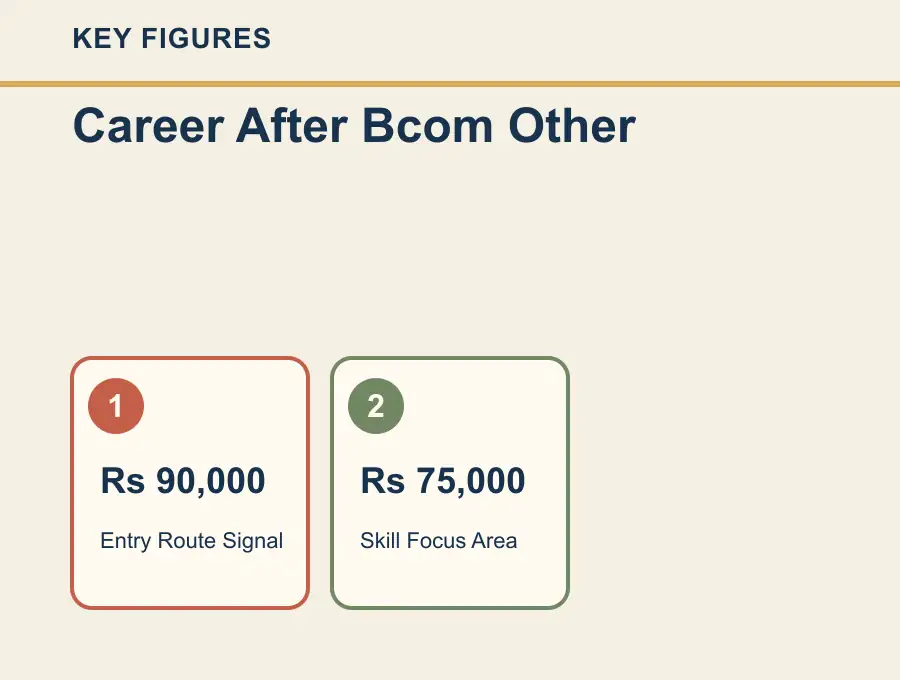 KEY FIGURES
Career After Bcom Other
1
Rs 90,000
Entry Route Signal
2
Rs 75,000
Skill Focus Area